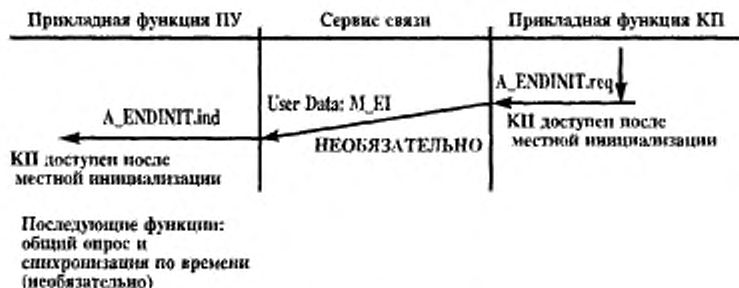 Прикладная функция ПУ
Сервис связи
Прикладная функция КП
A_ENDINIT.req
User Data: M_EI
A_ENDINIT.ind
НЕОБЯЗАТЕЛЬНО
КП доступен после
местной инициализации
КП доступен после
местной инициализации
Последующие функции:
общий опрос и
синхронизация по времени
(необязательно)